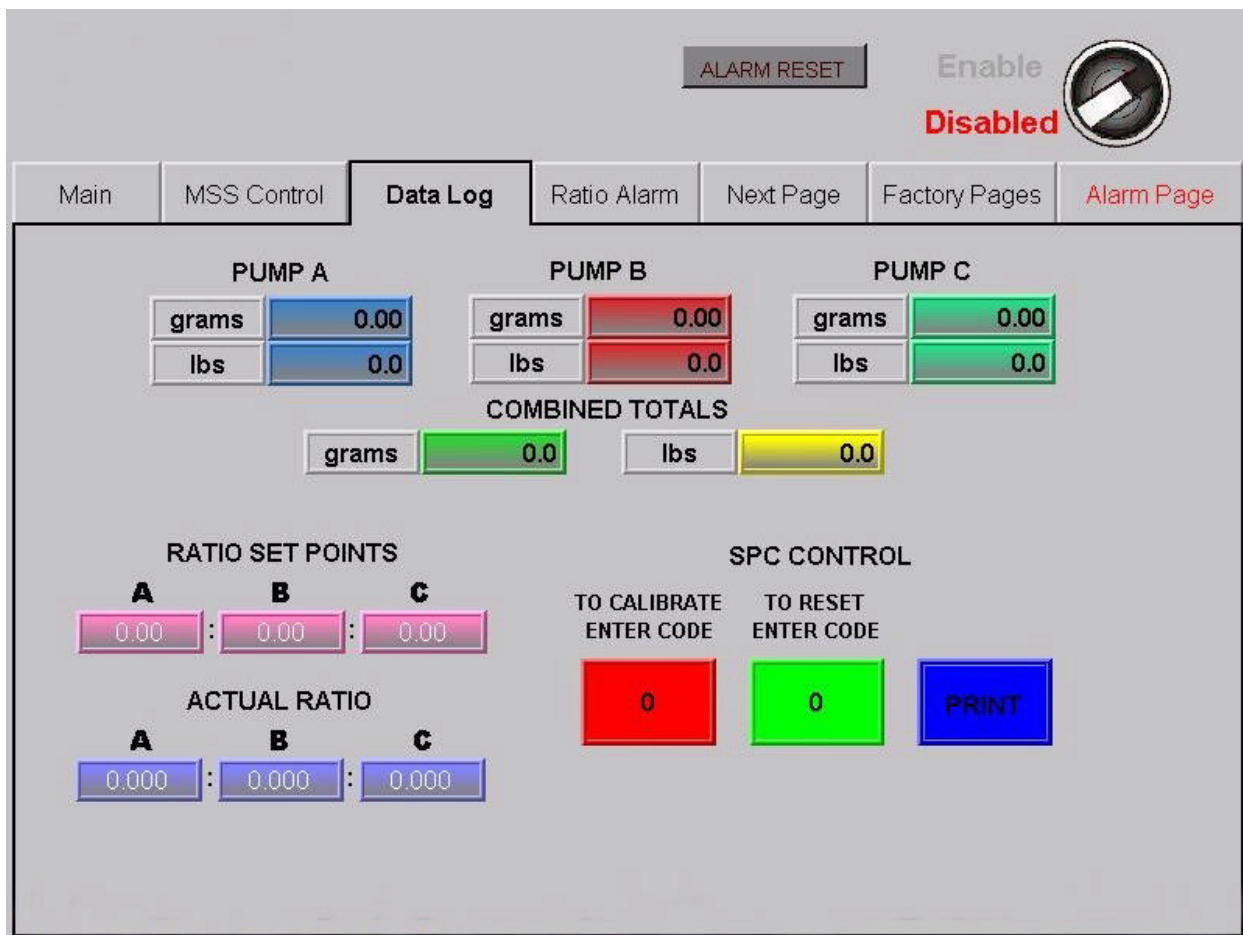 ALARM RESET
Enable
Disabled
Main MSS Control Data Log Ratio Alarm Next Page Factory Pages Alarm Page
PUMP A PUMP B PUMP C
grams 0.00 grams 0.00 grams 0.00
lbs 0.0 lbs 0.0 lbs 0.0
COMBINED TOTALS
grams 0.0 lbs 0.0
RATIO SET POINTS
A B C
0.00 : 0.00 : 0.00
ACTUAL RATIO
A B C
0.000 : 0.000 : 0.000
SPC CONTROL
TO CALIBRATE TO RESET
ENTER CODE ENTER CODE
0 0 PRINT